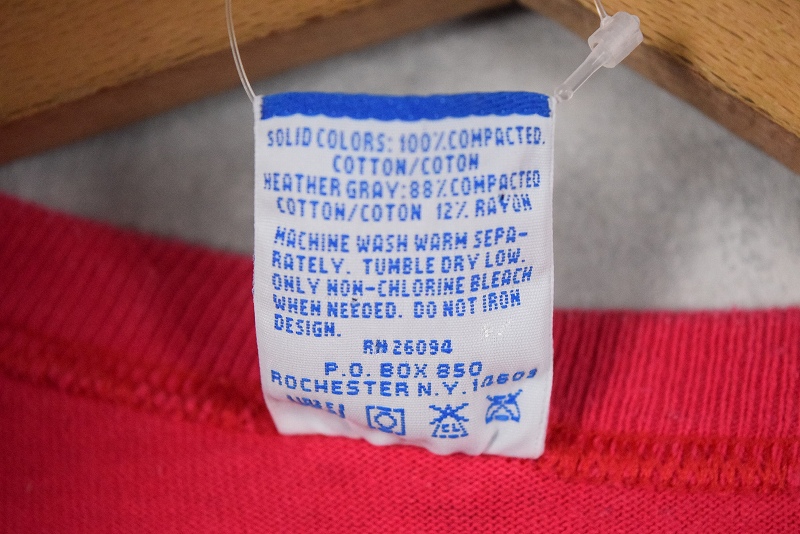 SOLID COLORS: 100% COMPACTED.
COTTON/COTON
HEATHER GRAY: 88% COMPACTED
COTTON/COTON 12% RAYON
MACHINE WASH WARM SEPA-
RATELY. TUMBLE DRY LOW.
ONLY NON-CHLORINE BLEACH
WHEN NEEDED. DO NOT IRON
DESIGN.
RN 26094
P.O. BOX 850
ROCHESTER N.Y. 14603
CL